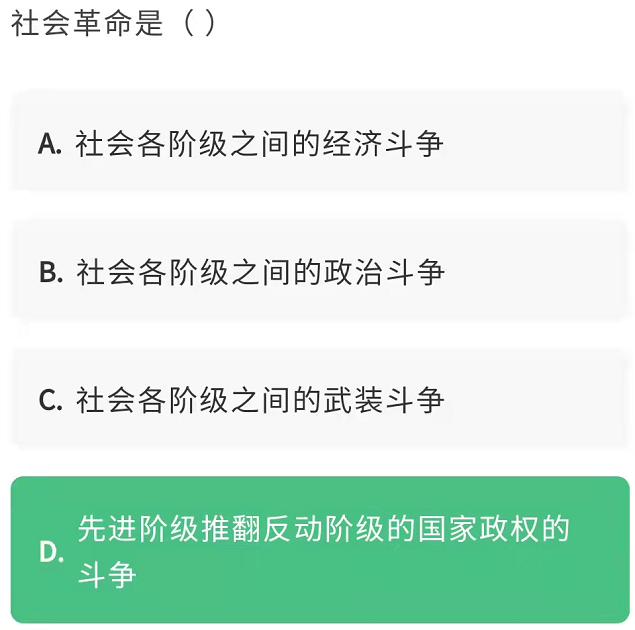 社会革命是（ ）
A. 社会各阶级之间的经济斗争
B. 社会各阶级之间的政治斗争
C. 社会各阶级之间的武装斗争
D. 先进阶级推翻反动阶级的国家政权的
斗争